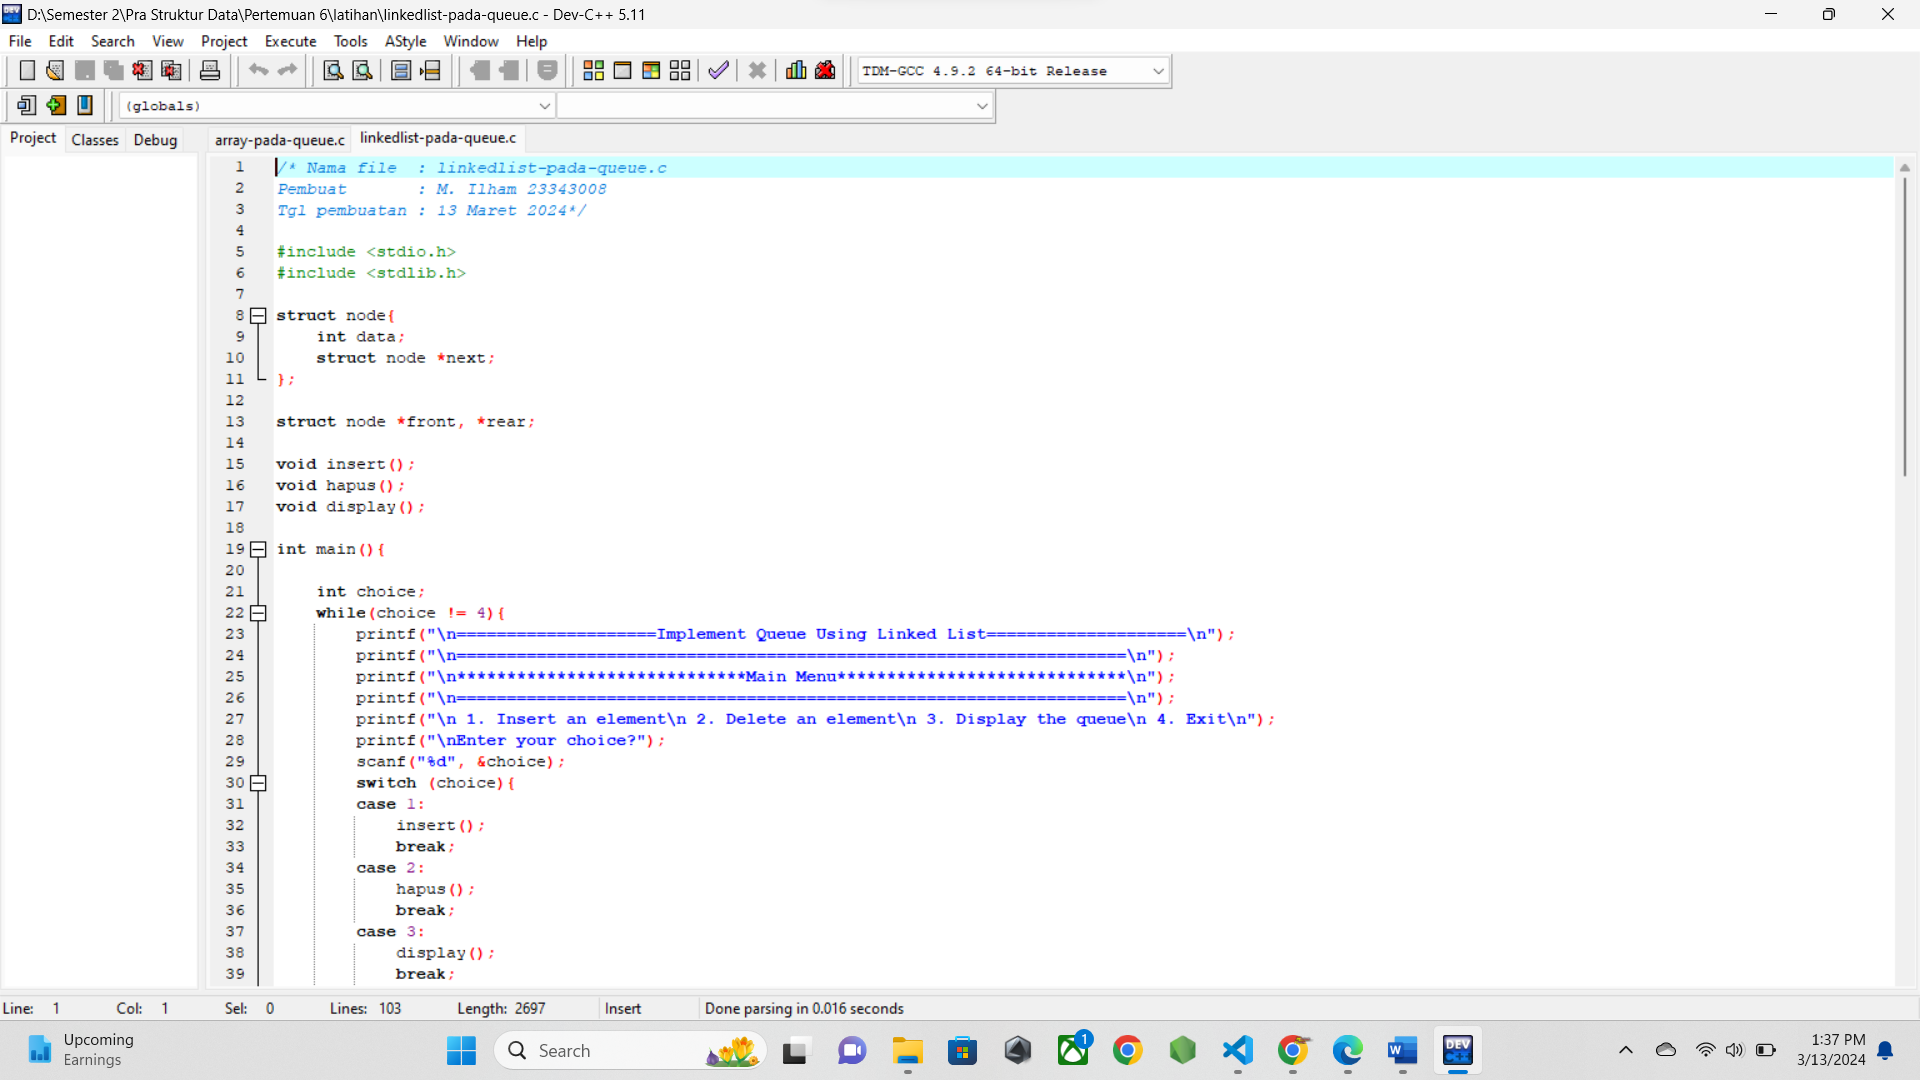 D:\Semester 2\Pra Struktur Data\Pertemuan 6\latihan\linkedlist-pada-queue.c - Dev-C++ 5.11
File Edit Search View Project Execute Tools AStyle Window Help
TDM-GCC 4.9.2 64-bit Release
(globals)
Project Classes Debug array-pada-queue.c linkedlist-pada-queue.c
1 /* Nama file  : linkedlist-pada-queue.c
2 Pembuat       : M. Ilham 23343008
3 Tgl pembuatan : 13 Maret 2024*/
4
5 #include <stdio.h>
6 #include <stdlib.h>
7
8 struct node{
9     int data;
10     struct node *next;
11 };
12
13 struct node *front, *rear;
14
15 void insert();
16 void hapus();
17 void display();
18
19 int main(){
20
21     int choice;
22     while(choice != 4){
23         printf("\n====================Implement Queue Using Linked List====================\n");
24         printf("\n===================================================================\n");
25         printf("\n*****************************Main Menu*****************************\n");
26         printf("\n===================================================================\n");
27         printf("\n 1. Insert an element\n 2. Delete an element\n 3. Display the queue\n 4. Exit\n");
28         printf("\nEnter your choice?");
29         scanf("%d", &choice);
30         switch (choice){
31         case 1:
32             insert();
33             break;
34         case 2:
35             hapus();
36             break;
37         case 3:
38             display();
39             break;
Line: 1 Col: 1 Sel: 0 Lines: 103 Length: 2697 Insert Done parsing in 0.016 seconds
Upcoming
Earnings
Search
1
DEV C++
1:37 PM
3/13/2024